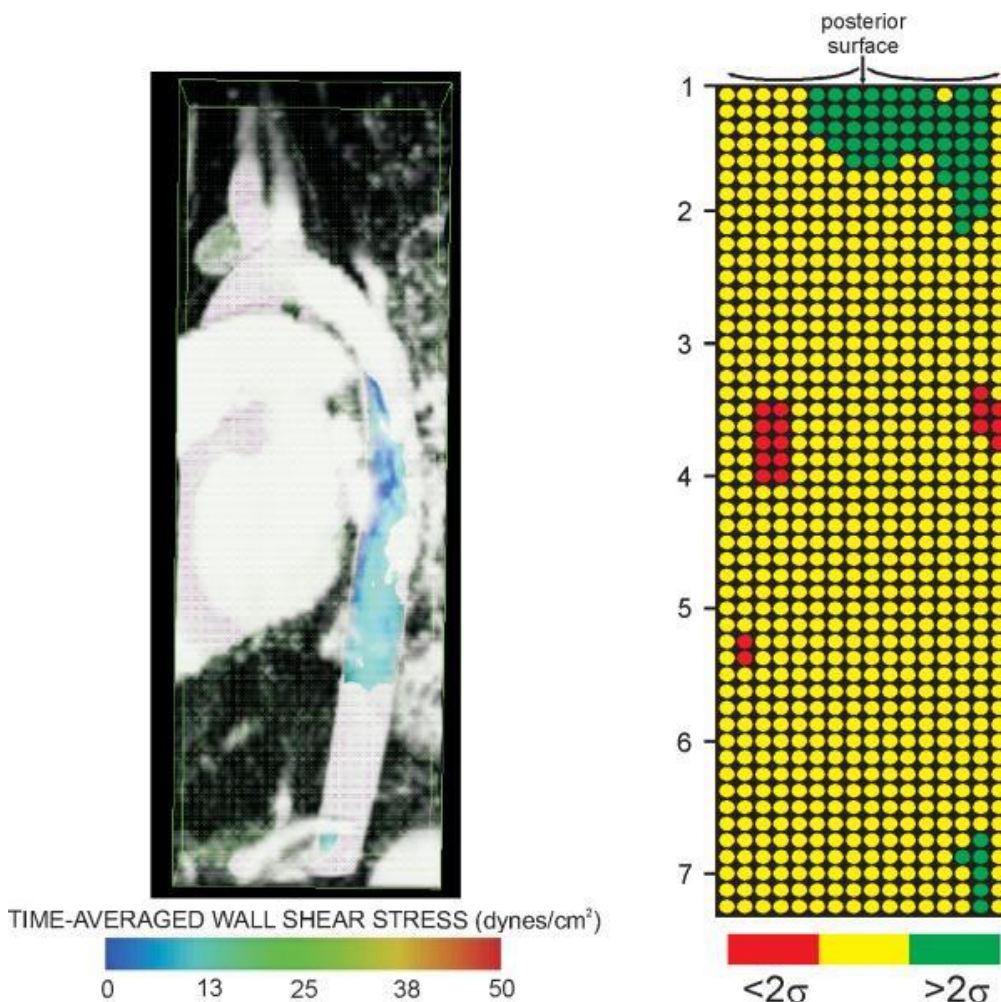 posterior
surface
1
2
3
4
5
6
7
TIME-AVERAGED WALL SHEAR STRESS (dynes/cm²)
0 13 25 38 50
<2σ >2σ